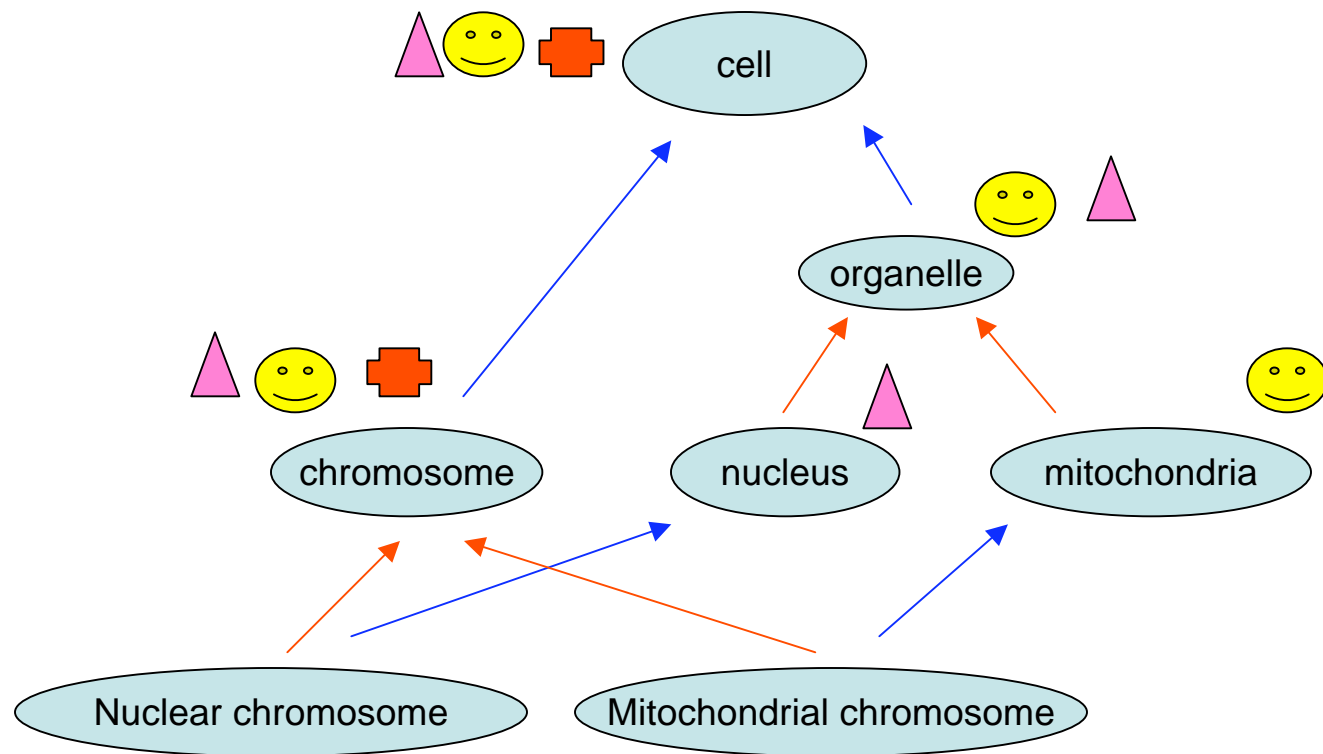 cell
organelle
chromosome
nucleus
mitochondria
Nuclear chromosome
Mitochondrial chromosome